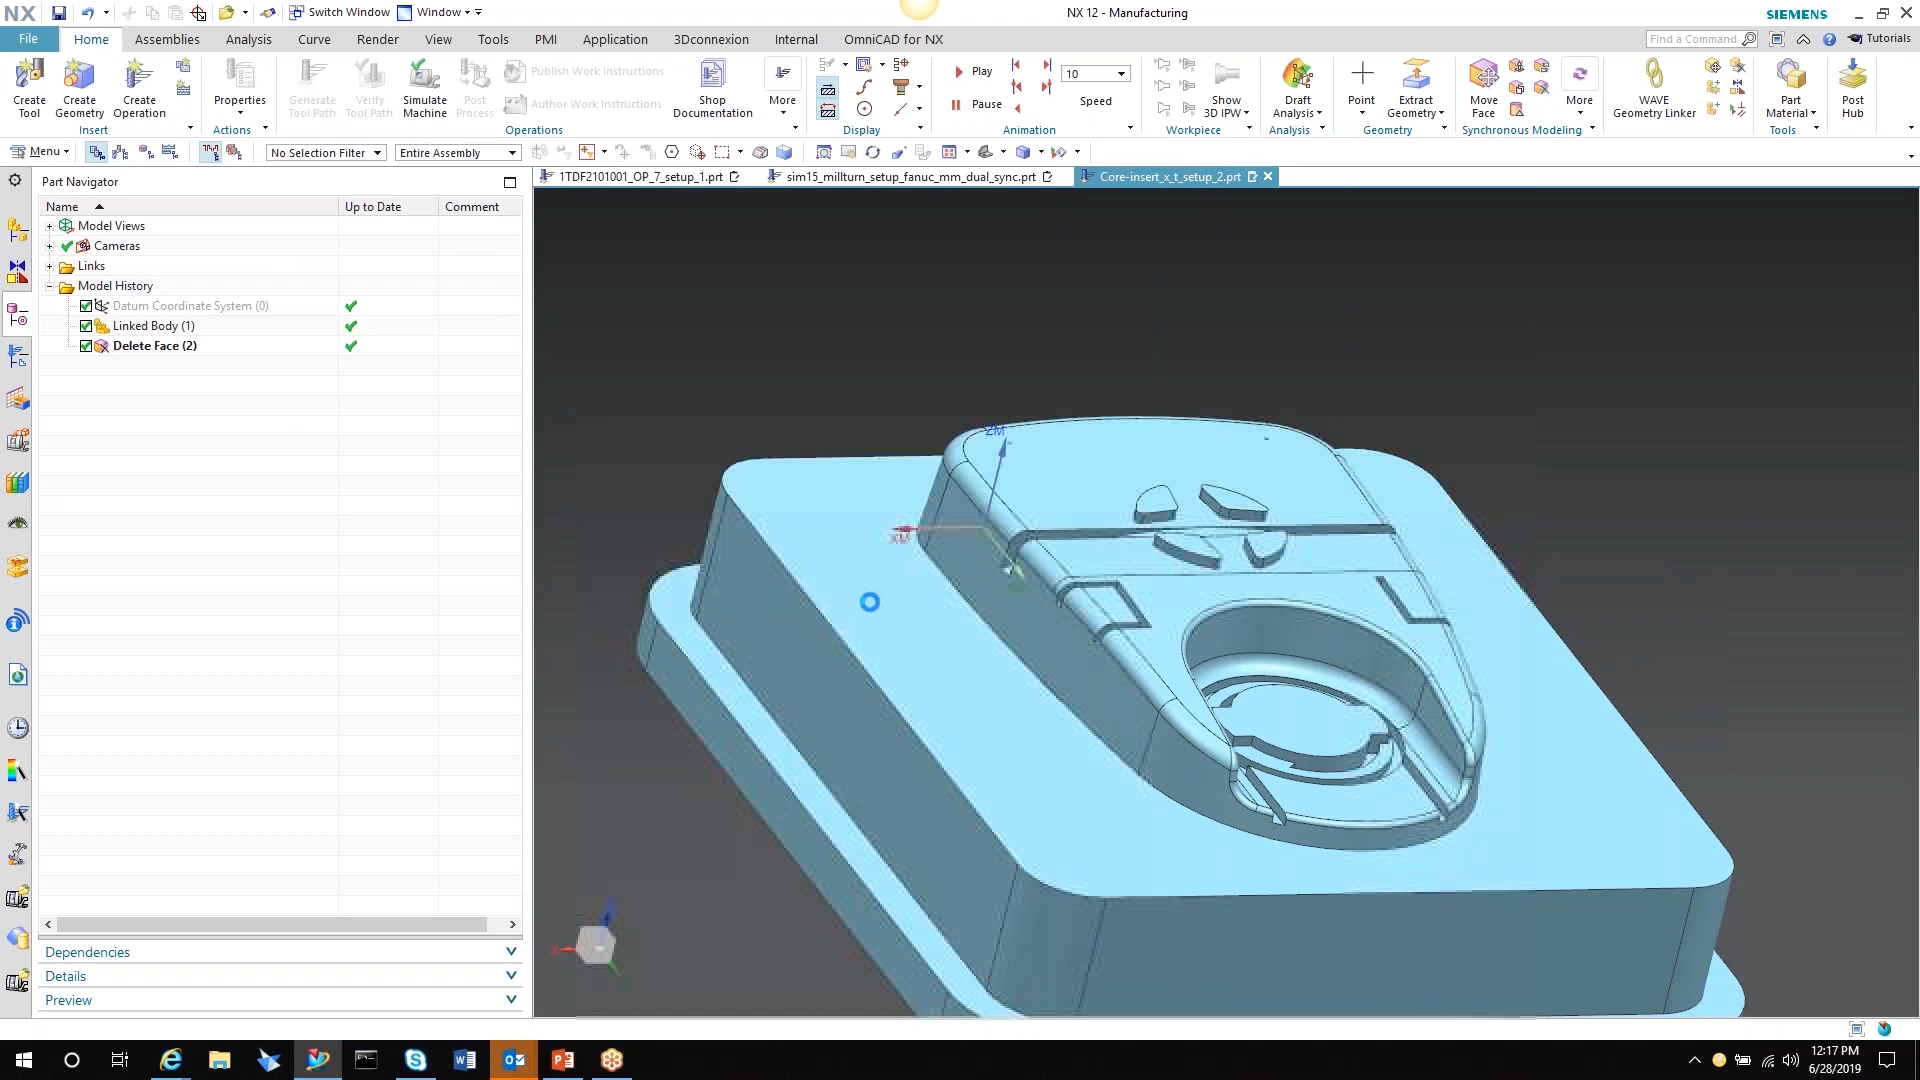 NX
Switch Window
Window
NX 12 - Manufacturing
SIEMENS
File
Home
Assemblies
Analysis
Curve
Render
View
Tools
PMI
Application
3Dconnexion
Internal
OmniCAD for NX
Find a Command
Tutorials
Create Tool
Create Geometry
Create Operation
Insert
Properties
Actions
Generate Tool Path
Verify Tool Path
Simulate Machine
Post Process
Publish Work Instructions
Author Work Instructions
Shop Documentation
More
Operations
Display
Play
Pause
10
Speed
Animation
Show 3D IPW
Workpiece
Draft Analysis
Analysis
Point
Extract Geometry
Geometry
Move Face
More
Synchronous Modeling
WAVE Geometry Linker
Part Material
Tools
Post Hub
Menu
No Selection Filter
Entire Assembly
Part Navigator
1TDF2101001_OP_7_setup_1.prt
sim15_millturn_setup_fanuc_mm_dual_sync.prt
Core-insert_x_t_setup_2.prt
Name
Up to Date
Comment
Model Views
Cameras
Links
Model History
Datum Coordinate System (0)
Linked Body (1)
Delete Face (2)
ZM
XM
X
Dependencies
Details
Preview
12:17 PM
6/28/2019